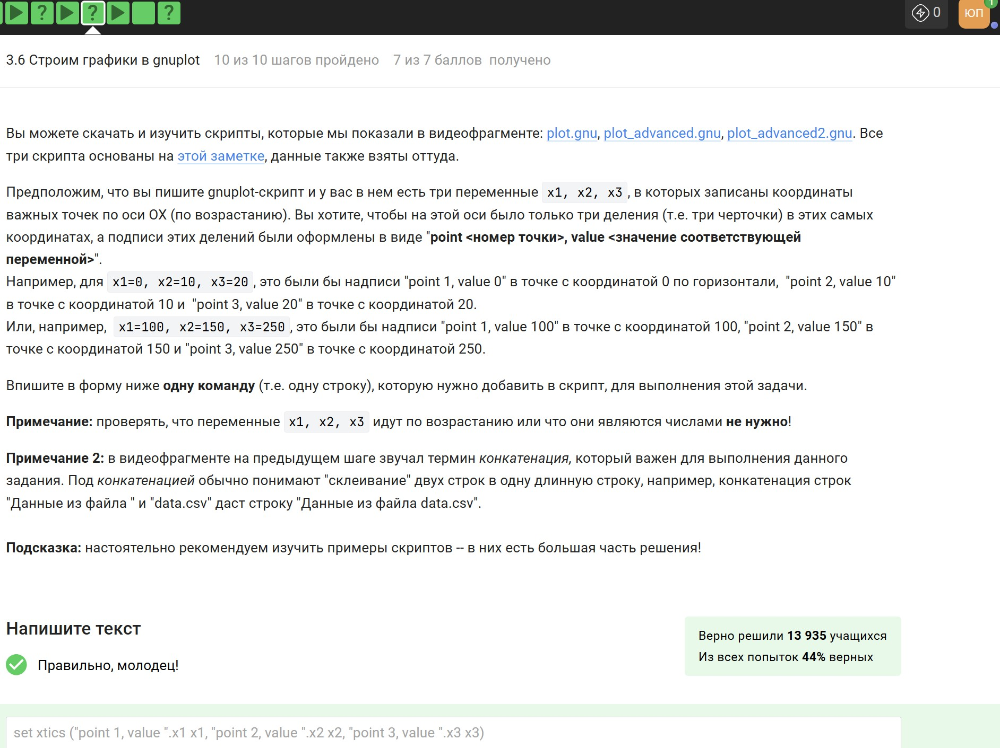 ? ? ?
0
ЮП
1
3.6 Строим графики в gnuplot 10 из 10 шагов пройдено 7 из 7 баллов получено
Вы можете скачать и изучить скрипты, которые мы показали в видеофрагменте: plot.gnu, plot_advanced.gnu, plot_advanced2.gnu. Все
три скрипта основаны на этой заметке, данные также взяты оттуда.
Предположим, что вы пишите gnuplot-скрипт и у вас в нем есть три переменные x1, x2, x3, в которых записаны координаты
важных точек по оси OX (по возрастанию). Вы хотите, чтобы на этой оси было только три деления (т.е. три черточки) в этих самых
координатах, а подписи этих делений были оформлены в виде "point <номер точки>, value <значение соответствующей
переменной>".
Например, для x1=0, x2=10, x3=20, это были бы надписи "point 1, value 0" в точке с координатой 0 по горизонтали, "point 2, value 10"
в точке с координатой 10 и "point 3, value 20" в точке с координатой 20.
Или, например, x1=100, x2=150, x3=250, это были бы надписи "point 1, value 100" в точке с координатой 100, "point 2, value 150" в
точке с координатой 150 и "point 3, value 250" в точке с координатой 250.
Впишите в форму ниже одну команду (т.е. одну строку), которую нужно добавить в скрипт, для выполнения этой задачи.
Примечание: проверять, что переменные x1, x2, x3 идут по возрастанию или что они являются числами не нужно!
Примечание 2: в видеофрагменте на предыдущем шаге звучал термин конкатенация, который важен для выполнения данного
задания. Под конкатенацией обычно понимают "склеивание" двух строк в одну длинную строку, например, конкатенация строк
"Данные из файла " и "data.csv" даст строку "Данные из файла data.csv".
Подсказка: настоятельно рекомендуем изучить примеры скриптов -- в них есть большая часть решения!
Напишите текст
Верно решили 13 935 учащихся
Из всех попыток 44% верных
Правильно, молодец!
set xtics ("point 1, value ".x1 x1, "point 2, value ".x2 x2, "point 3, value ".x3 x3)